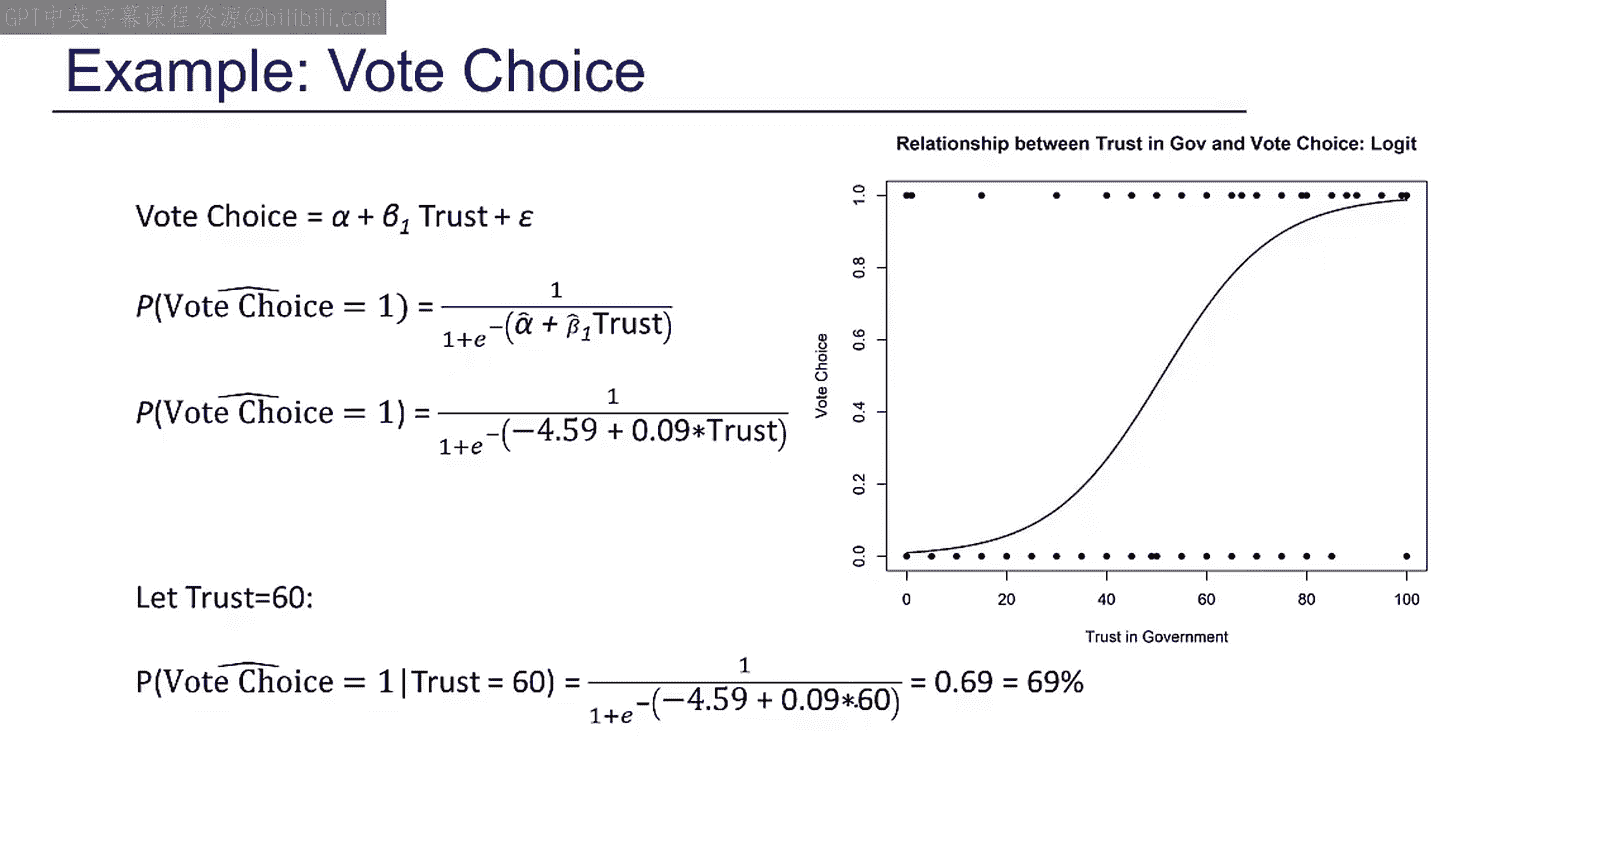 GPT中英字幕课程资源@bilibili.com
Example: Vote Choice
Vote Choice = α + β₁ Trust + ε
P(Vote Choice = 1) = 1 / 1+e^−(α̂ + β̂₁Trust)
P(Vote Choice = 1) = 1 / 1+e^−(−4.59 + 0.09*Trust)
Let Trust=60:
P(Vote Choice = 1|Trust = 60) = 1 / 1+e^−(−4.59 + 0.09*.60) = 0.69 = 69%
Relationship between Trust in Gov and Vote Choice: Logit
Vote Choice
1.0
0.8
0.6
0.4
0.2
0.0
0 20 40 60 80 100
Trust in Government